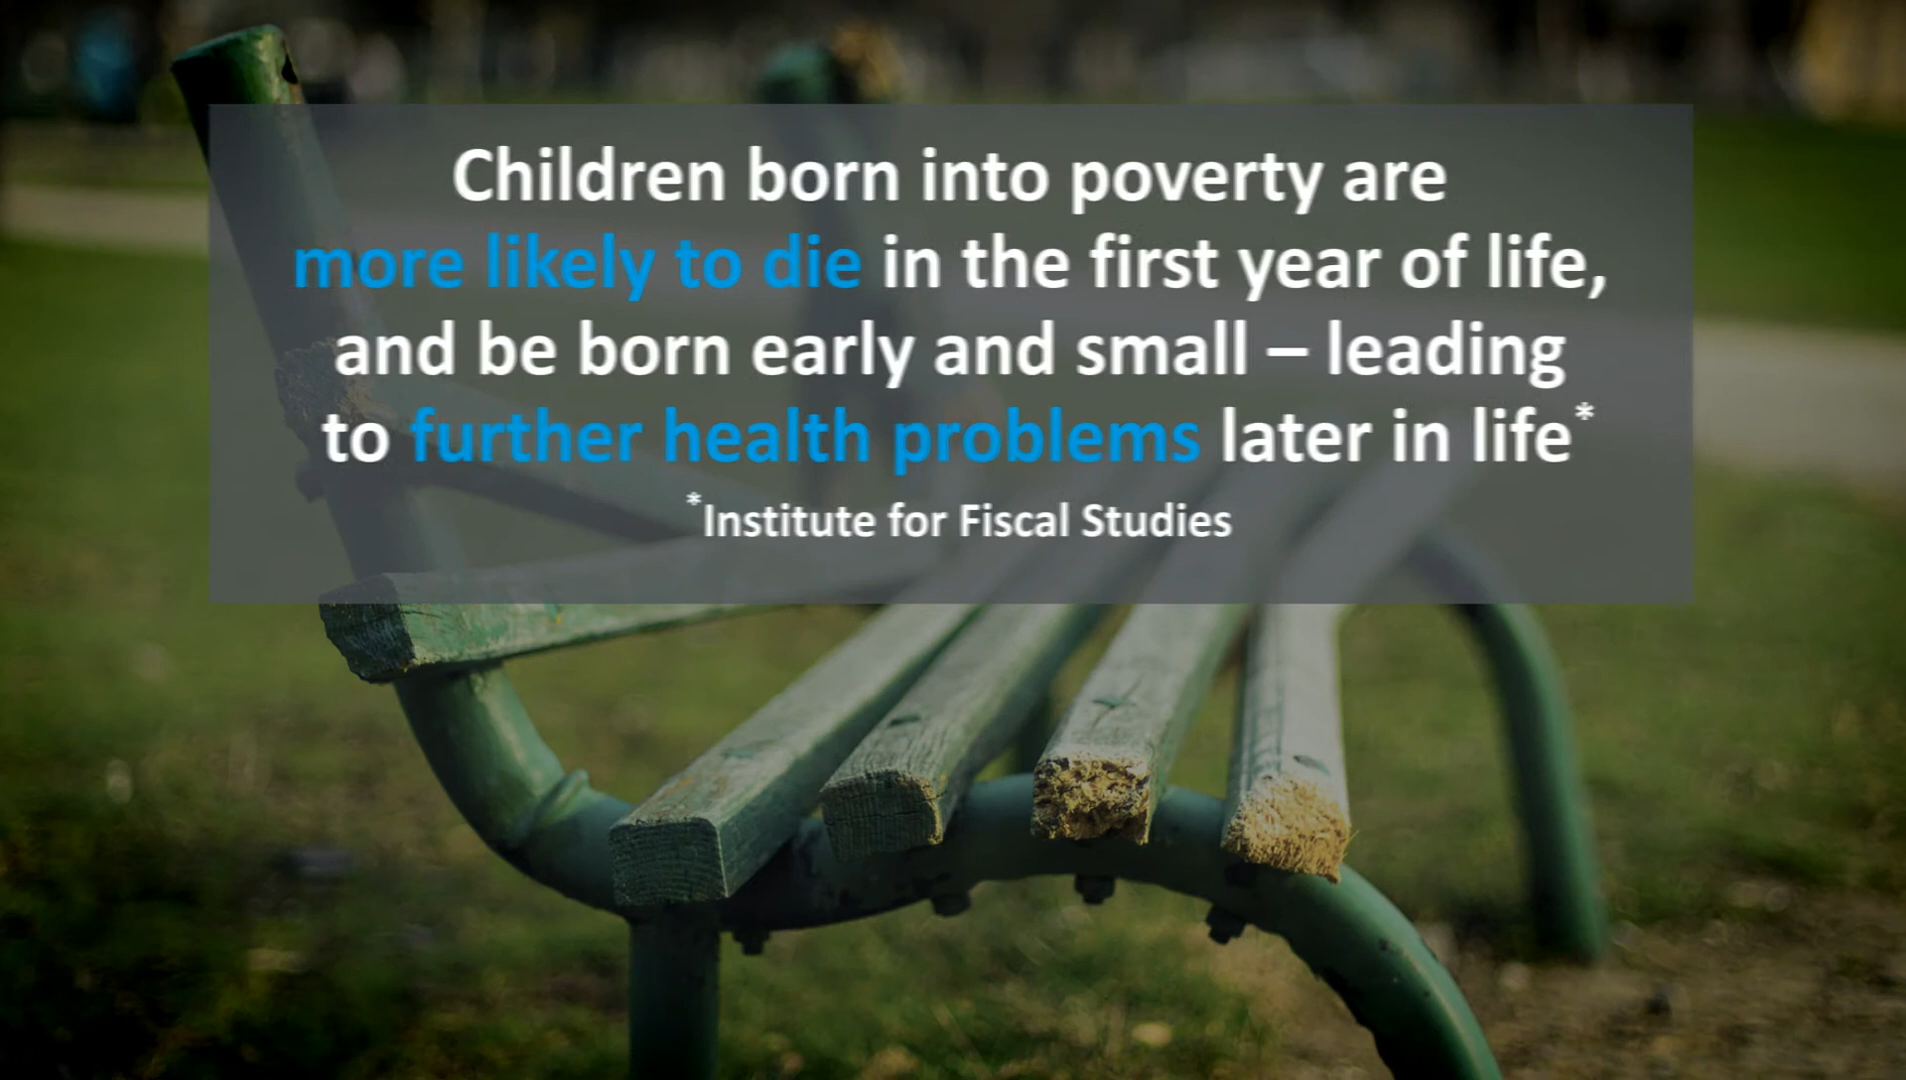 Children born into poverty are
more likely to die in the first year of life,
and be born early and small – leading
to further health problems later in life*
*Institute for Fiscal Studies